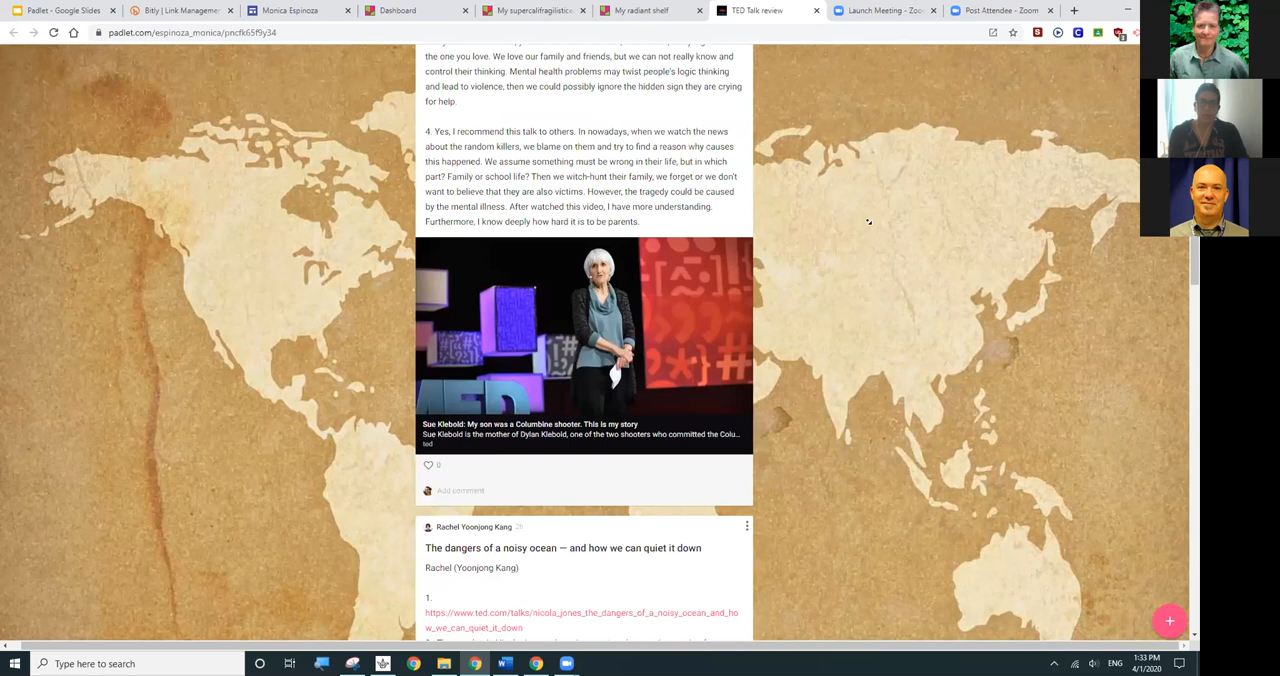 Padlet - Google Slides
Bitly | Link Managemen
Monica Espinoza
Dashboard
My supercalifragilistice
My radiant shelf
TED Talk review
Launch Meeting - Zoo
Post Attendee - Zoom
padlet.com/espinoza_monica/pncfk65f9y34
the one you love. We love our family and friends, but we can not really know and
control their thinking. Mental health problems may twist people's logic thinking
and lead to violence, then we could possibly ignore the hidden sign they are crying
for help.
4. Yes, I recommend this talk to others. In nowadays, when we watch the news
about the random killers, we blame on them and try to find a reason why causes
this happened. We assume something must be wrong in their life, but in which
part? Family or school life? Then we witch-hunt their family, we forget or we don't
want to believe that they are also victims. However, the tragedy could be caused
by the mental illness. After watched this video, I have more understanding.
Furthermore, I know deeply how hard it is to be parents.
Sue Klebold: My son was a Columbine shooter. This is my story
Sue Klebold is the mother of Dylan Klebold, one of the two shooters who committed the Colu...
ted
0
Add comment
Rachel Yoonjong Kang 2h
The dangers of a noisy ocean — and how we can quiet it down
Rachel (Yoonjong Kang)
1.
https://www.ted.com/talks/nicola_jones_the_dangers_of_a_noisy_ocean_and_ho
w_we_can_quiet_it_down
Type here to search
ENG
1:33 PM
4/1/2020